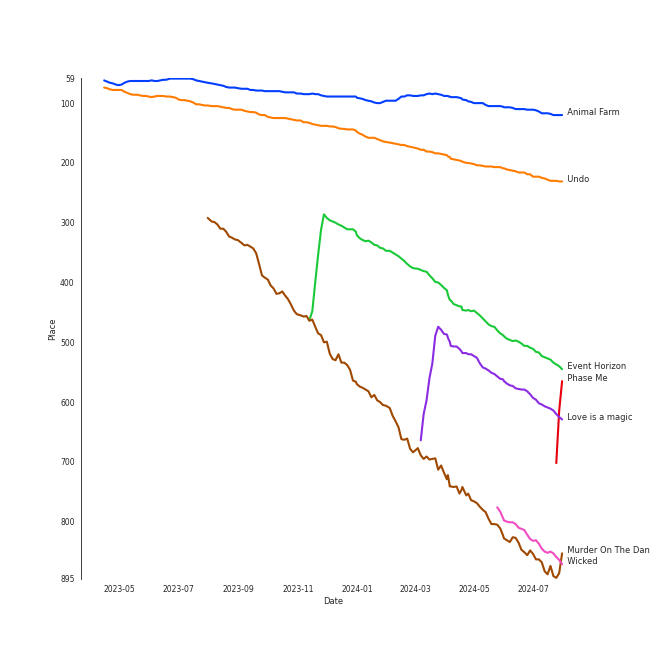 59
100
200
300
400
500
600
700
800
895
Place
2023-05
2023-07
2023-09
2023-11
2024-01
2024-03
2024-05
2024-07
Date
Animal Farm
Undo
Event Horizon
Phase Me
Love is a magic
Murder On The Dan
Wicked